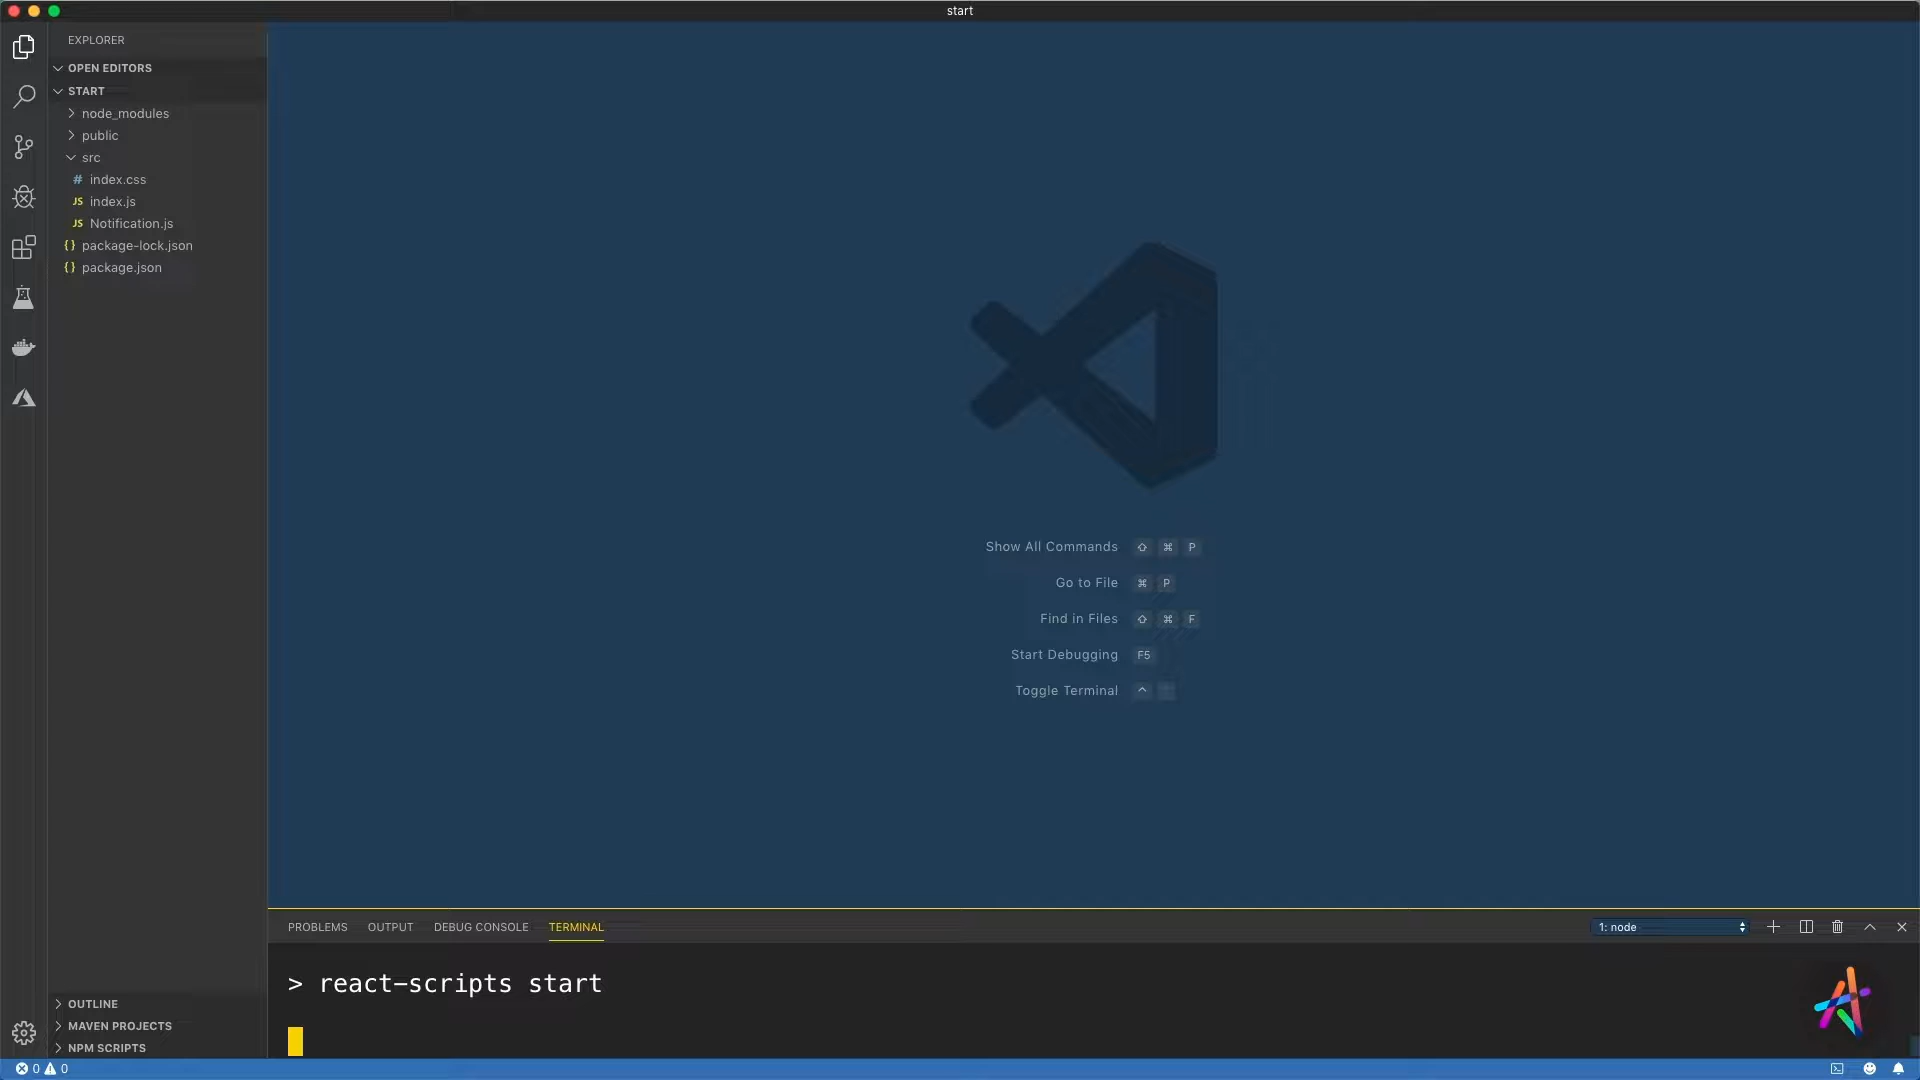 start
EXPLORER
OPEN EDITORS
START
node_modules
public
src
# index.css
JS index.js
JS Notification.js
{} package-lock.json
{} package.json
OUTLINE
MAVEN PROJECTS
NPM SCRIPTS
Show All Commands ⇧ ⌘ P
Go to File ⌘ P
Find in Files ⇧ ⌘ F
Start Debugging F5
Toggle Terminal ^
PROBLEMS OUTPUT DEBUG CONSOLE TERMINAL 1: node
> react-scripts start
0 0